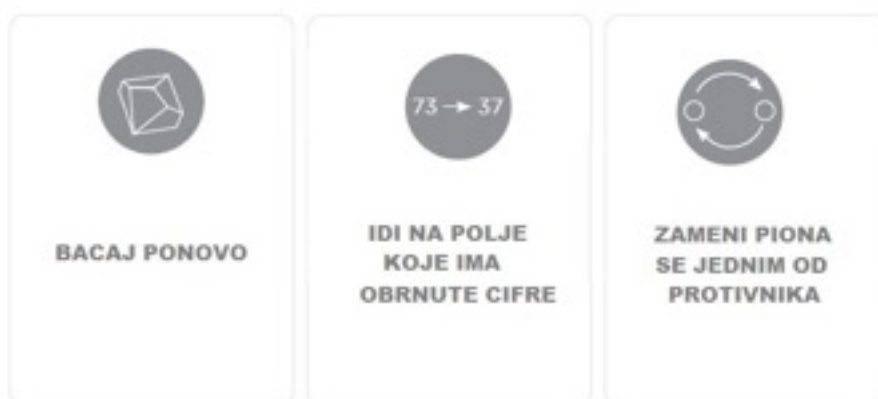 BACAJ PONOVO
73 → 37
IDI NA POLJE
KOJE IMA
OBRNUTE CIFRE
ZAMENI PIONA
SE JEDNIM OD
PROTIVNIKA